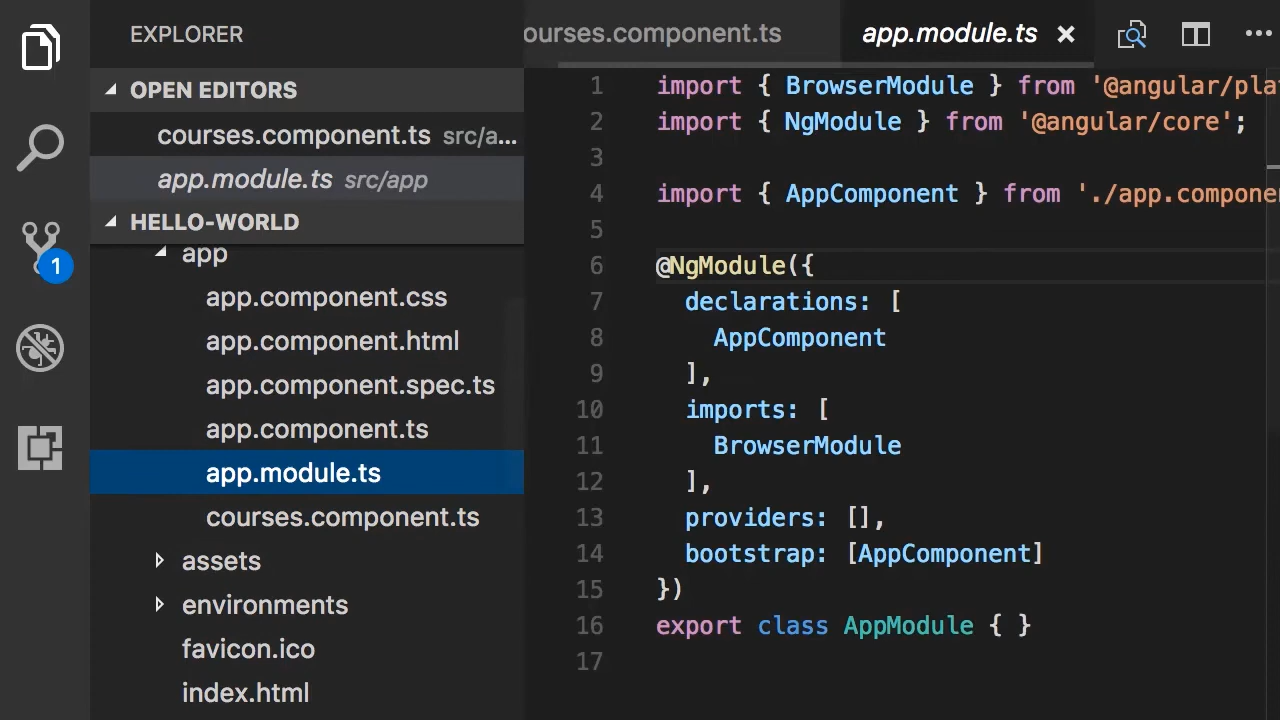 EXPLORER
OPEN EDITORS
courses.component.ts src/a...
app.module.ts src/app
HELLO-WORLD
1
app
app.component.css
app.component.html
app.component.spec.ts
app.component.ts
app.module.ts
courses.component.ts
assets
environments
favicon.ico
index.html
ourses.component.ts
app.module.ts
1 import { BrowserModule } from '@angular/pla
2 import { NgModule } from '@angular/core';
3
4 import { AppComponent } from './app.compone
5
6 @NgModule({
7 declarations: [
8 AppComponent
9 ],
10 imports: [
11 BrowserModule
12 ],
13 providers: [],
14 bootstrap: [AppComponent]
15 })
16 export class AppModule { }
17